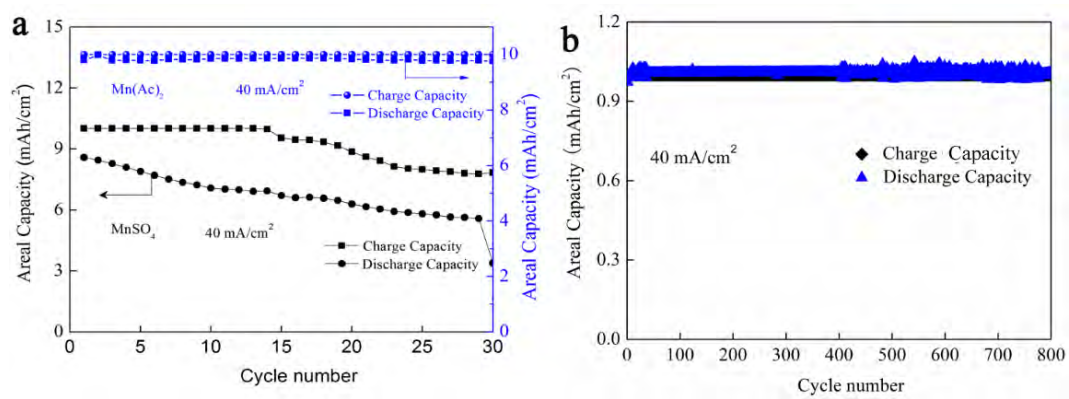 a
15
12
9
6
3
0
Areal Capacity (mAh/cm²)
Mn(Ac)₂ 40 mA/cm²
Charge Capacity
Discharge Capacity
MnSO₄ 40 mA/cm²
Charge Capacity
Discharge Capacity
10
8
6
4
2
0
Areal Capacity (mAh/cm²)
0 5 10 15 20 25 30
Cycle number
b
1.2
0.9
0.6
0.3
0.0
Areal Capacity (mAh/cm²)
40 mA/cm²
Charge Capacity
Discharge Capacity
0 100 200 300 400 500 600 700 800
Cycle number